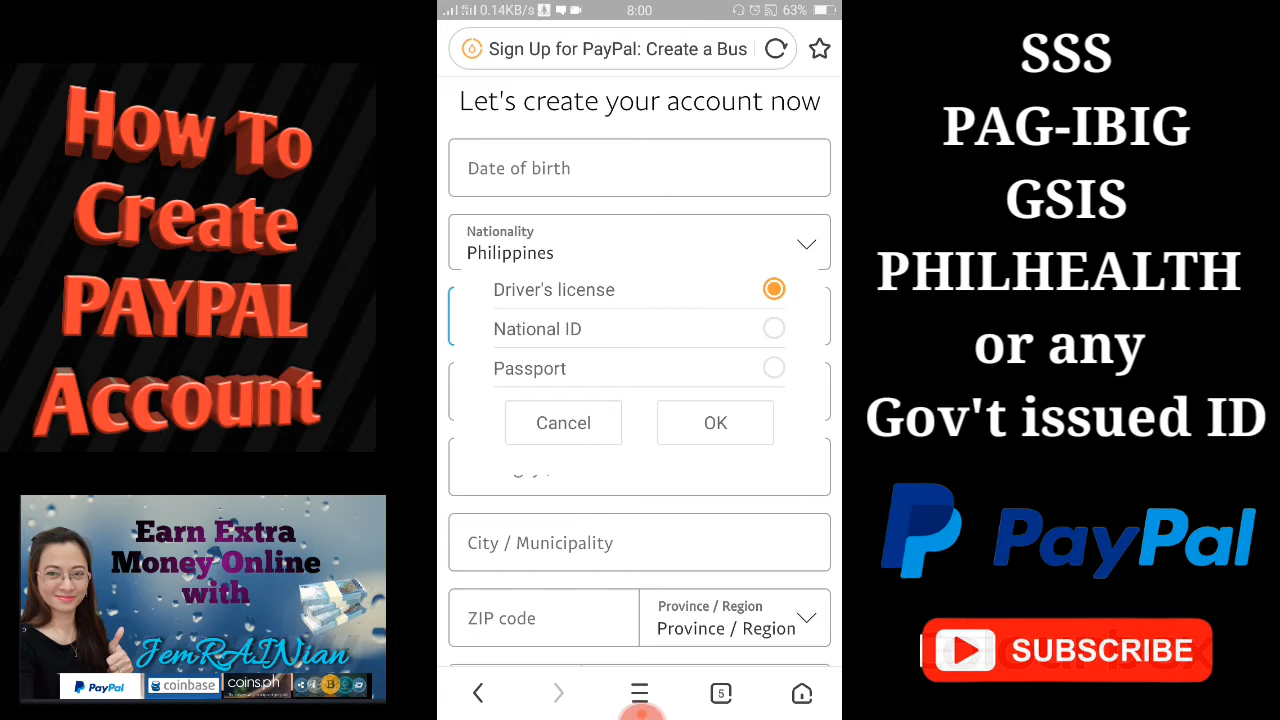 How To
Create
PAYPAL
Account
Earn Extra
Money Online
with
JemRAINian
PayPal
coinbase
coins.ph
0.14KB/s
8:00
63%
Sign Up for PayPal: Create a Bus
Let's create your account now
Date of birth
Nationality
Philippines
Driver's license
National ID
Passport
Cancel
OK
City / Municipality
ZIP code
Province / Region
Province / Region
5
SSS
PAG-IBIG
GSIS
PHILHEALTH
or any
Gov't issued ID
PayPal
SUBSCRIBE